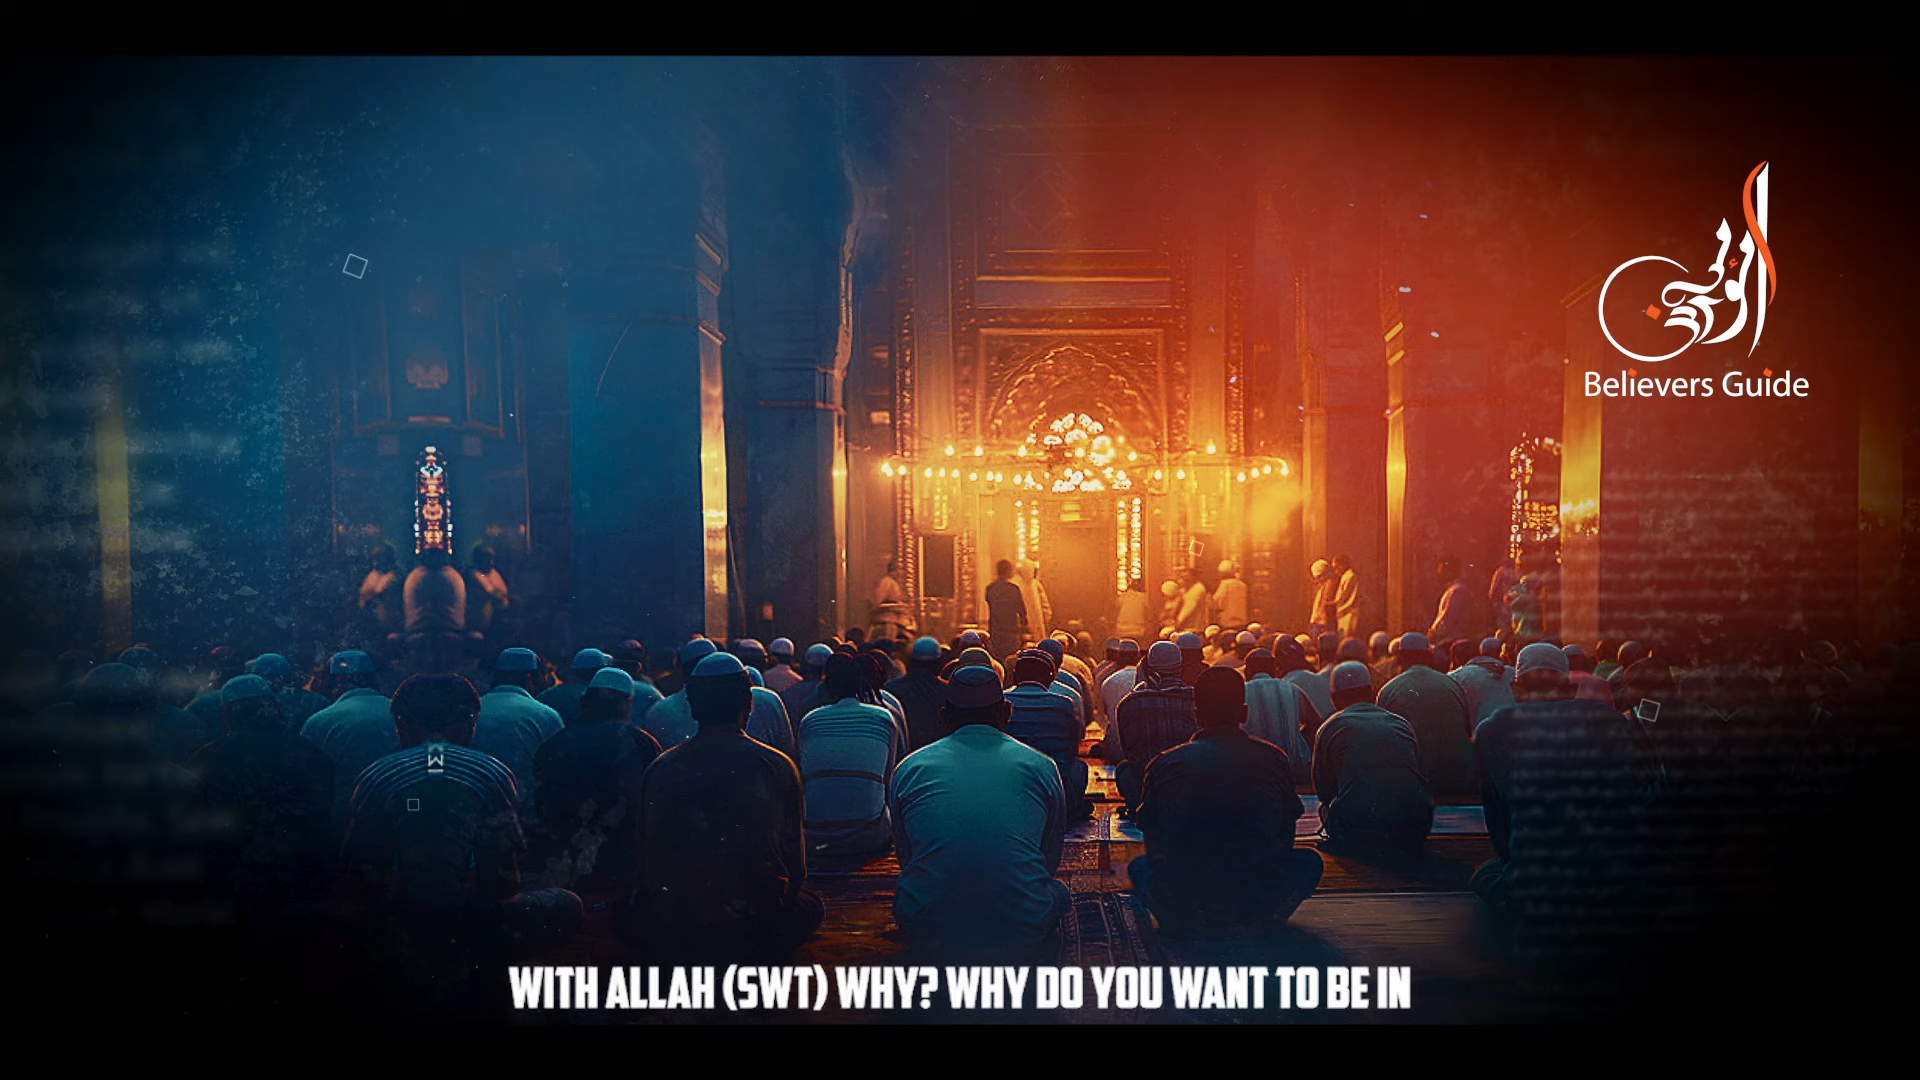 Believers Guide
WITH ALLAH (SWT) WHY? WHY DO YOU WANT TO BE IN